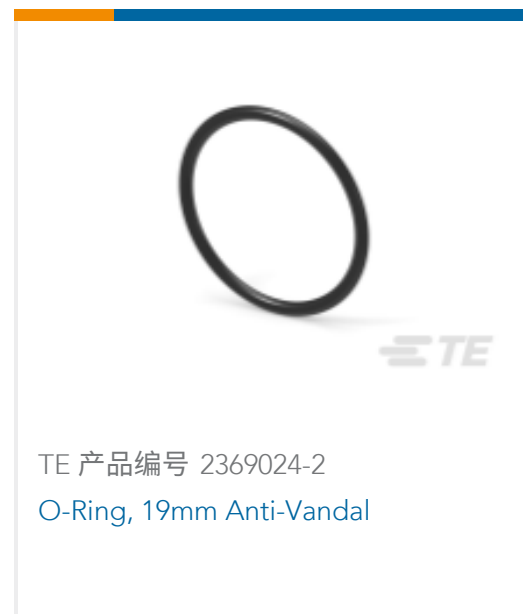 TE
TE 产品编号 2369024-2
O-Ring, 19mm Anti-Vandal